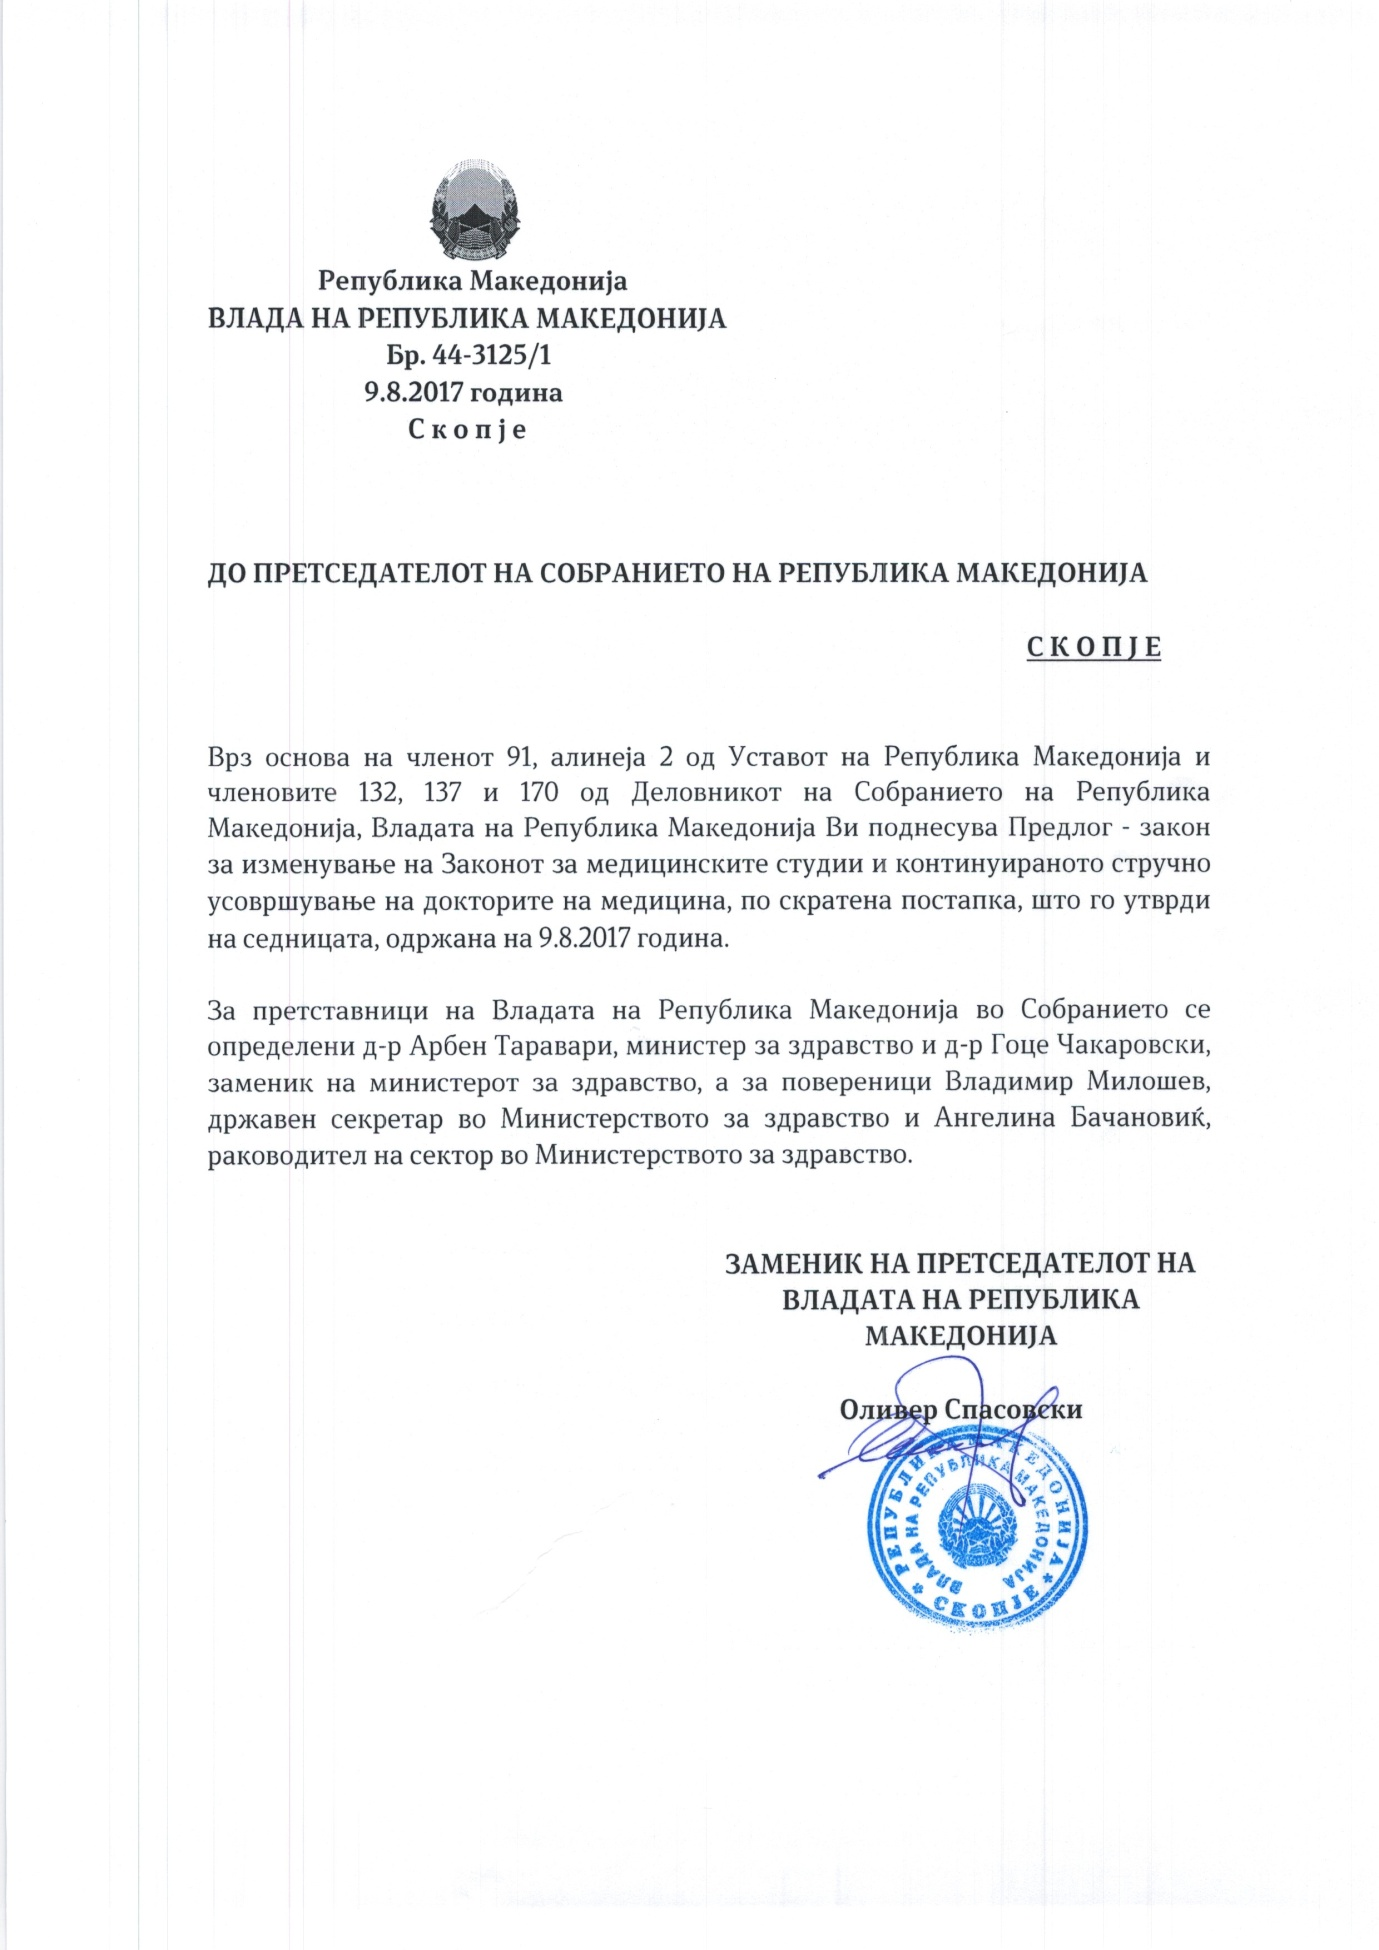 Република Македонија
ВЛАДА НА РЕПУБЛИКА МАКЕДОНИЈА
Бр. 44-3125/1
9.8.2017 година
С к о п ј е
ДО ПРЕТСЕДАТЕЛОТ НА СОБРАНИЕТО НА РЕПУБЛИКА МАКЕДОНИЈА
С К О П Ј Е
Врз основа на членот 91, алинеја 2 од Уставот на Република Македонија и
членовите 132, 137 и 170 од Деловникот на Собранието на Република
Македонија, Владата на Република Македонија Ви поднесува Предлог - закон
за изменување на Законот за медицинските студии и континуираното стручно
усовршување на докторите на медицина, по скратена постапка, што го утврди
на седницата, одржана на 9.8.2017 година.
За претставници на Владата на Република Македонија во Собранието се
определени д-р Арбен Таравари, министер за здравство и д-р Гоце Чакаровски,
заменик на министерот за здравство, а за повереници Владимир Милошев,
државен секретар во Министерството за здравство и Ангелина Бачановиќ,
раководител на сектор во Министерството за здравство.
ЗАМЕНИК НА ПРЕТСЕДАТЕЛОТ НА
ВЛАДАТА НА РЕПУБЛИКА
МАКЕДОНИЈА
Оливер Спасовски
РЕПУБЛИКА МАКЕДОНИЈА
ВЛАДА НА РЕПУБЛИКА МАКЕДОНИЈА
* СКОПЈЕ *